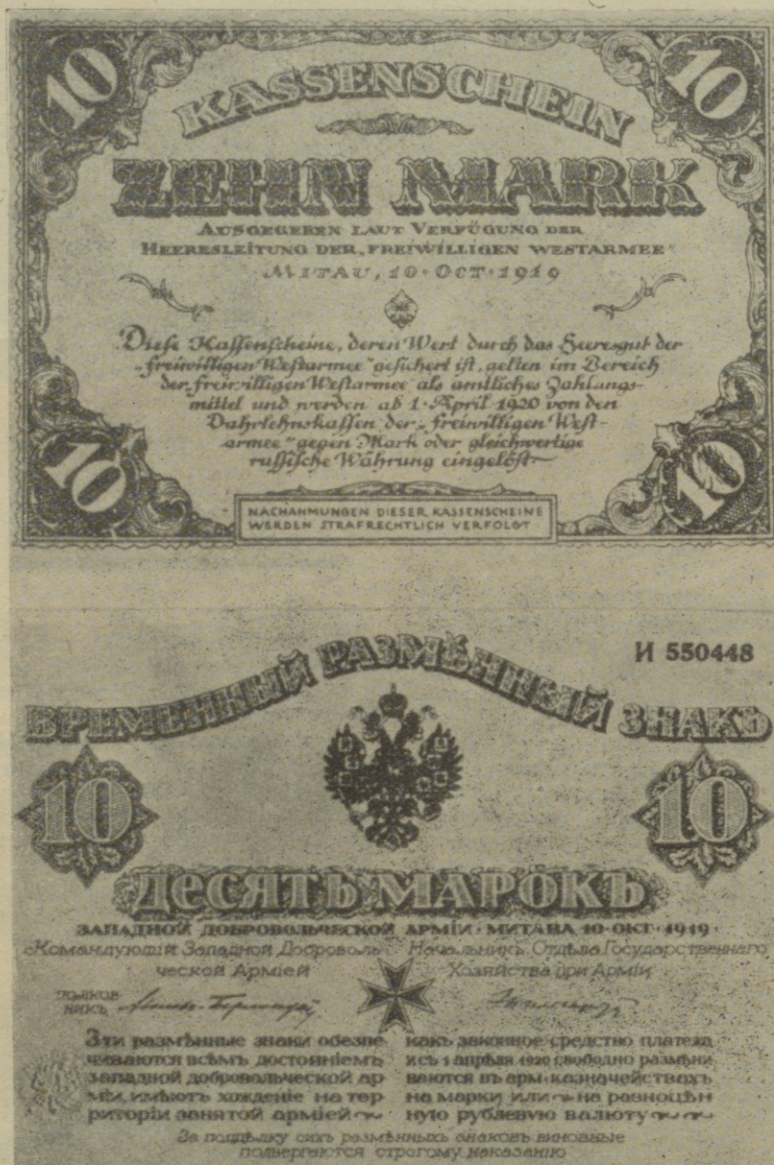 10 10
KASSENSCHEIN
ZEHN MARK
AUSGEGEBEN LAUT VERFÜGUNG DER
HEERESLEITUNG DER „FREIWILLIGEN WESTARMEE“
MITAU, 10·OCT·1919
Diese Kassenscheine, deren Wert durch das Heeresgut der
„freiwilligen Westarmee“ gesichert ist, gelten im Bereich
der „freiwilligen Westarmee“ als amtliches Zahlungs-
mittel und werden ab 1·April 1920 von den
Dahrlehnskassen der „freiwilligen West-
armee“ gegen Mark oder gleichwertige
russische Währung eingelöst
10 10
NACHAHMUNGEN DIESER KASSENSCHEINE
WERDEN STRAFRECHTLICH VERFOLGT
И 550448
ВРЕМЕННЫЙ РАЗМѢННЫЙ ЗНАКЪ
10 10
ДЕСЯТЬ МАРОКЪ
ЗАПАДНОЙ ДОБРОВОЛЬЧЕСКОЙ АРМІИ · МИТАВА 10·ОКТ·1919·
Командующій Западной Доброволь-
ческой Арміей
Начальникъ Отдѣла Государственнаго
Хозяйства при Арміи
ПОЛКОВ-
НИКЪ
Эти размѣнные знаки обезпе
чиваются всѣмъ достояніемъ
западной добровольческой ар
міи, имѣютъ хожденіе на тер
риторіи занятой арміей
какъ законное средство платежа
и съ 1 апрѣля 1920 свободно размѣни
ваются въ арм. казначействахъ
на марки или на равноцѣн
ную рублевую валюту
За поддѣлку сихъ размѣнныхъ знаковъ виновные
подвергаются строгому наказанію